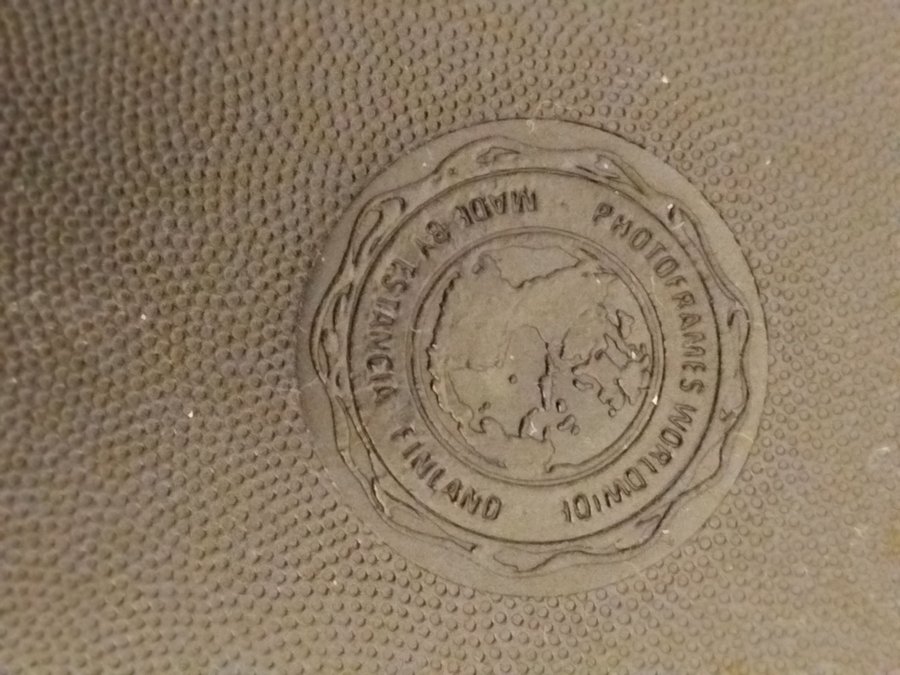 PHOTOFRAMES WORLDWIDE
MADE BY ESTANCIA FINLAND